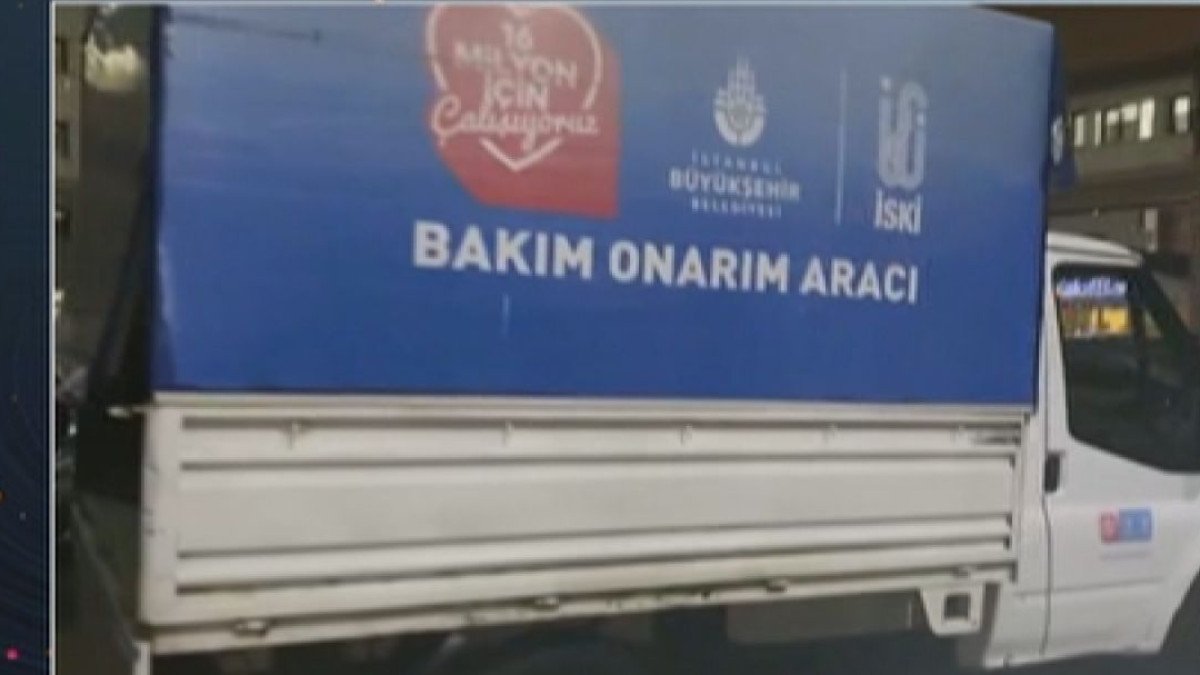 16
MİLYON
İÇİN
Çalışıyoruz
İSTANBUL
BÜYÜKŞEHİR
BELEDİYESİ
İSKİ
BAKIM ONARIM ARACI